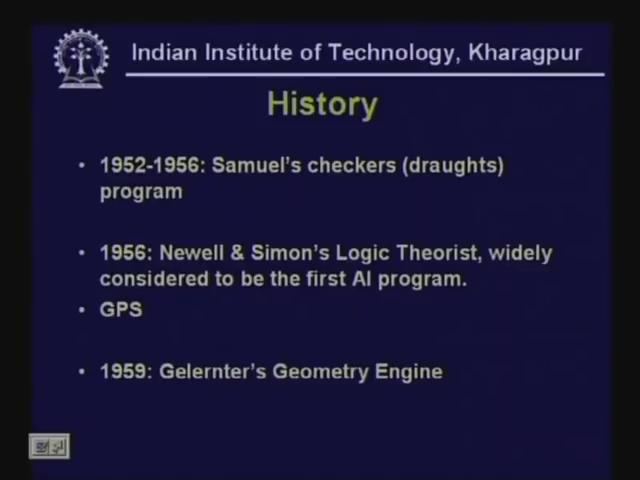 Indian Institute of Technology, Kharagpur
History
• 1952-1956: Samuel's checkers (draughts)
program
• 1956: Newell & Simon's Logic Theorist, widely
considered to be the first AI program.
• GPS
• 1959: Gelernter's Geometry Engine